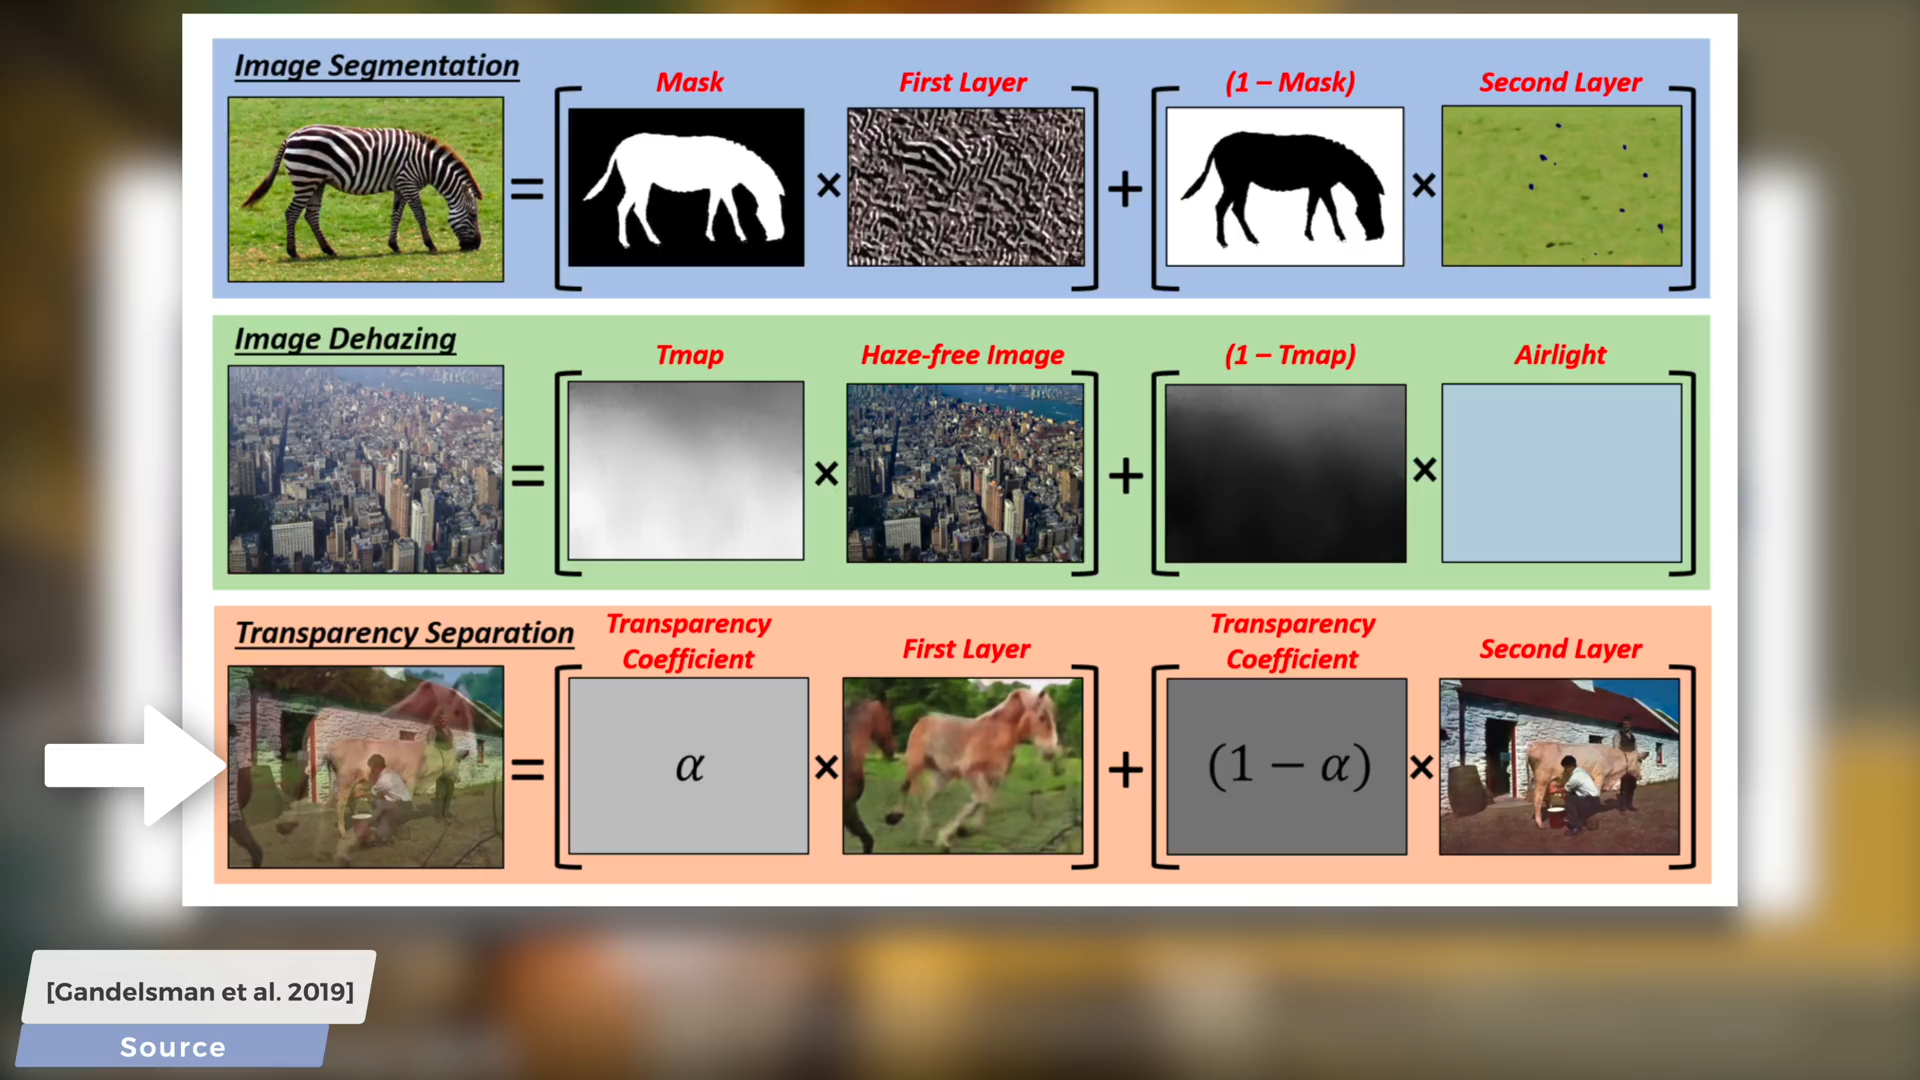 Image Segmentation
Mask
First Layer
(1 – Mask)
Second Layer
= × + ×
Image Dehazing
Tmap
Haze-free Image
(1 – Tmap)
Airlight
= × + ×
Transparency Separation
Transparency
Coefficient
First Layer
Transparency
Coefficient
Second Layer
= α × + (1 − α) ×
[Gandelsman et al. 2019]
Source